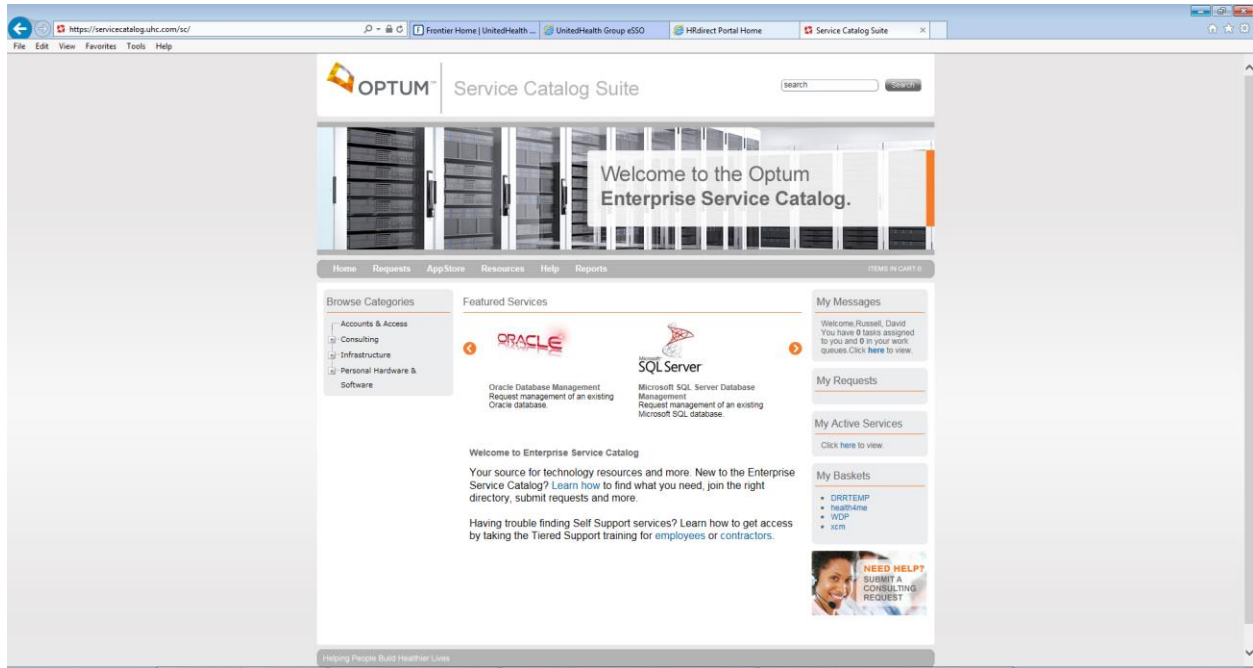 https://servicecatalog.uhc.com/sc/
Frontier Home | UnitedHealth ...
UnitedHealth Group eSSO
HRdirect Portal Home
Service Catalog Suite
File Edit View Favorites Tools Help
OPTUM™
Service Catalog Suite
search
Search
Welcome to the Optum
Enterprise Service Catalog.
Home Requests AppStore Resources Help Reports
ITEMS IN CART:0
Browse Categories
Accounts & Access
Consulting
Infrastructure
Personal Hardware &
Software
Featured Services
ORACLE
Oracle Database Management
Request management of an existing
Oracle database.
Microsoft
SQL Server
Microsoft SQL Server Database
Management
Request management of an existing
Microsoft SQL database.
Welcome to Enterprise Service Catalog
Your source for technology resources and more. New to the Enterprise
Service Catalog? Learn how to find what you need, join the right
directory, submit requests and more.
Having trouble finding Self Support services? Learn how to get access
by taking the Tiered Support training for employees or contractors.
My Messages
Welcome,Russell, David
You have 0 tasks assigned
to you and 0 in your work
queues.Click here to view.
My Requests
My Active Services
Click here to view.
My Baskets
DRRTEMP
health4me
WDP
xcm
NEED HELP?
SUBMIT A
CONSULTING
REQUEST
Helping People Build Healthier Lives